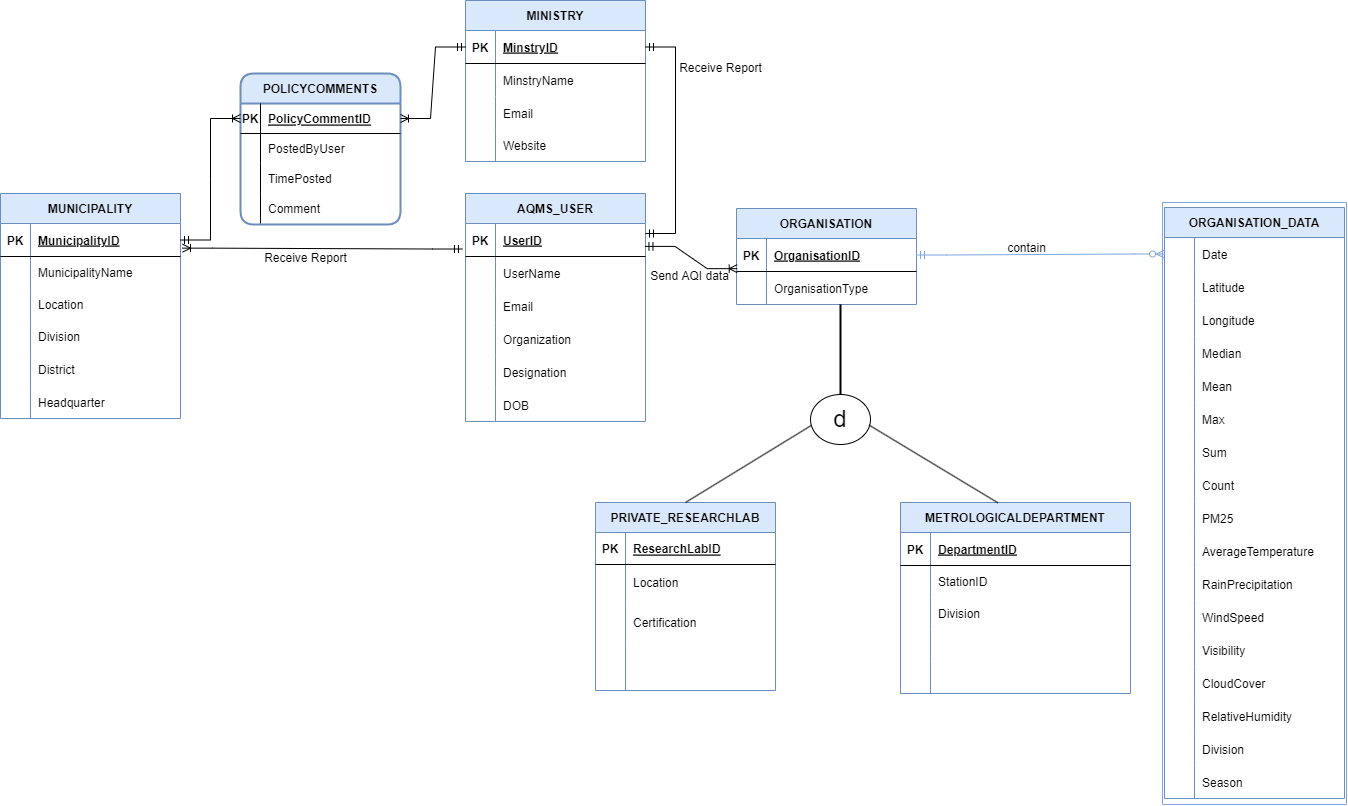 MINISTRY
PK MinstryID
MinstryName
Email
Website
Receive Report
POLICYCOMMENTS
PK PolicyCommentID
PostedByUser
TimePosted
Comment
MUNICIPALITY
PK MunicipalityID
MunicipalityName
Location
Division
District
Headquarter
Receive Report
AQMS_USER
PK UserID
UserName
Email
Organization
Designation
DOB
Send AQI data
ORGANISATION
PK OrganisationID
OrganisationType
contain
d
PRIVATE_RESEARCHLAB
PK ResearchLabID
Location
Certification
METROLOGICALDEPARTMENT
PK DepartmentID
StationID
Division
ORGANISATION_DATA
Date
Latitude
Longitude
Median
Mean
Max
Sum
Count
PM25
AverageTemperature
RainPrecipitation
WindSpeed
Visibility
CloudCover
RelativeHumidity
Division
Season